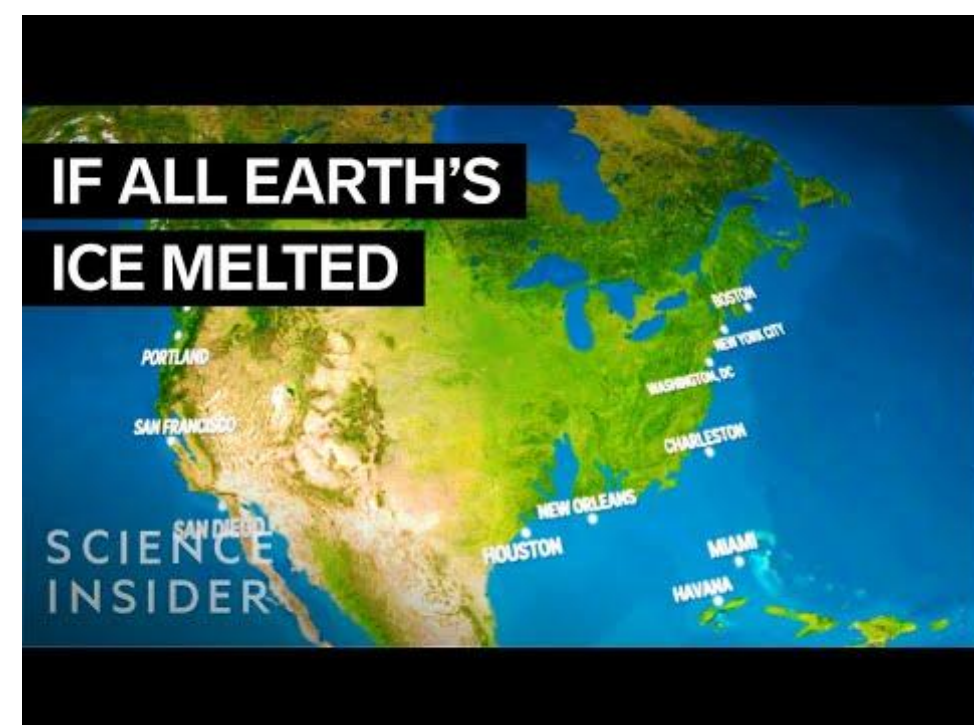 IF ALL EARTH'S
ICE MELTED
BOSTON
NEW YORK CITY
PORTLAND
WASHINGTON, DC
SAN FRANCISCO
CHARLESTON
NEW ORLEANS
SAN DIEGO
HOUSTON
MIAMI
HAVANA
SCIENCE
INSIDER